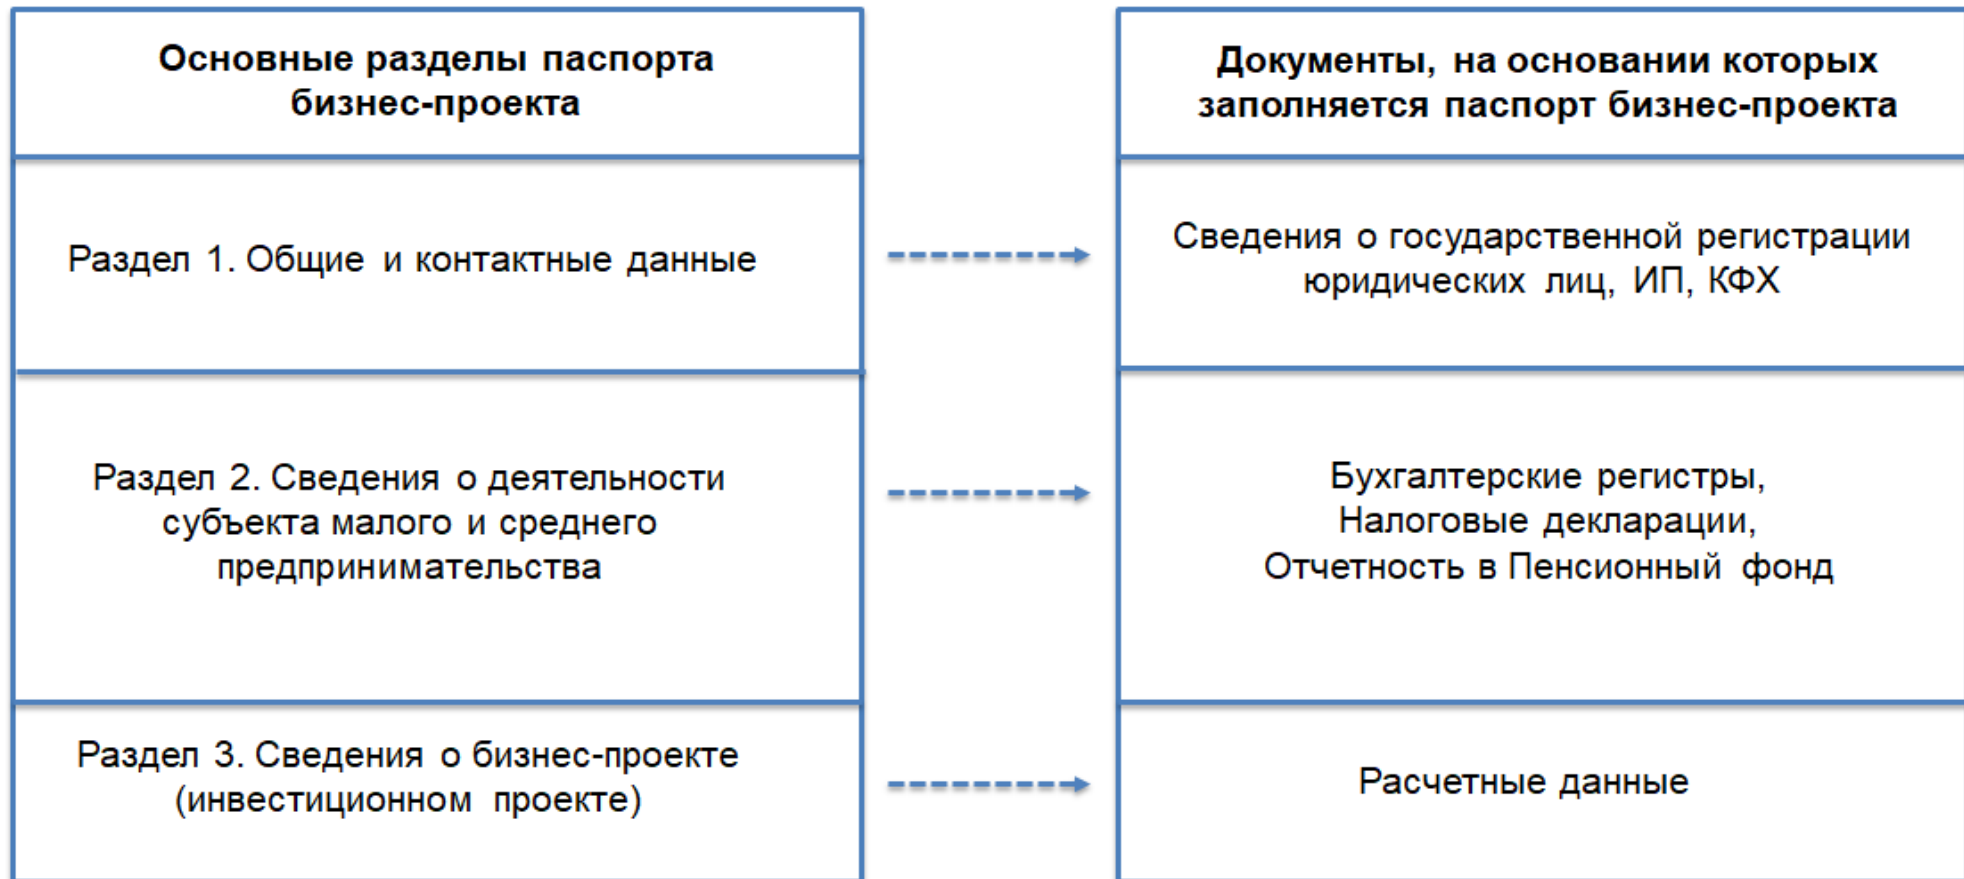 Основные разделы паспорта
бизнес-проекта
Документы, на основании которых
заполняется паспорт бизнес-проекта
Раздел 1. Общие и контактные данные
Сведения о государственной регистрации
юридических лиц, ИП, КФХ
Раздел 2. Сведения о деятельности
субъекта малого и среднего
предпринимательства
Бухгалтерские регистры,
Налоговые декларации,
Отчетность в Пенсионный фонд
Раздел 3. Сведения о бизнес-проекте
(инвестиционном проекте)
Расчетные данные